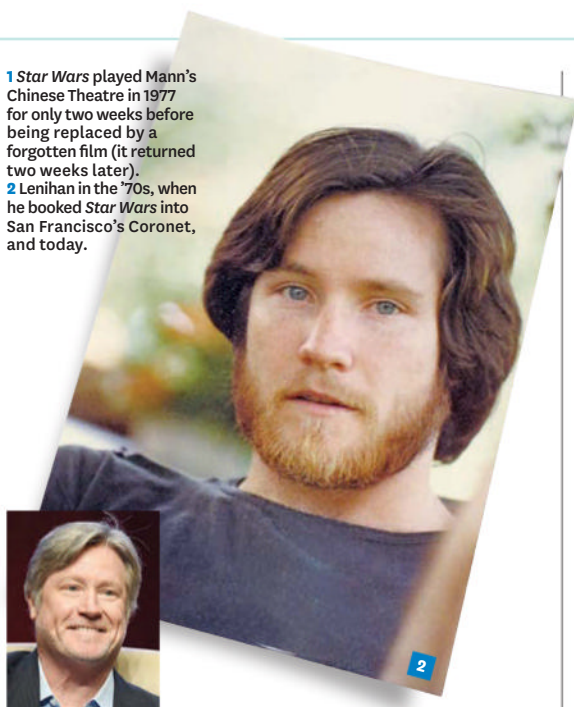 1 Star Wars played Mann’s
Chinese Theatre in 1977
for only two weeks before
being replaced by a
forgotten film (it returned
two weeks later).
2 Lenihan in the ’70s, when
he booked Star Wars into
San Francisco’s Coronet,
and today.
2